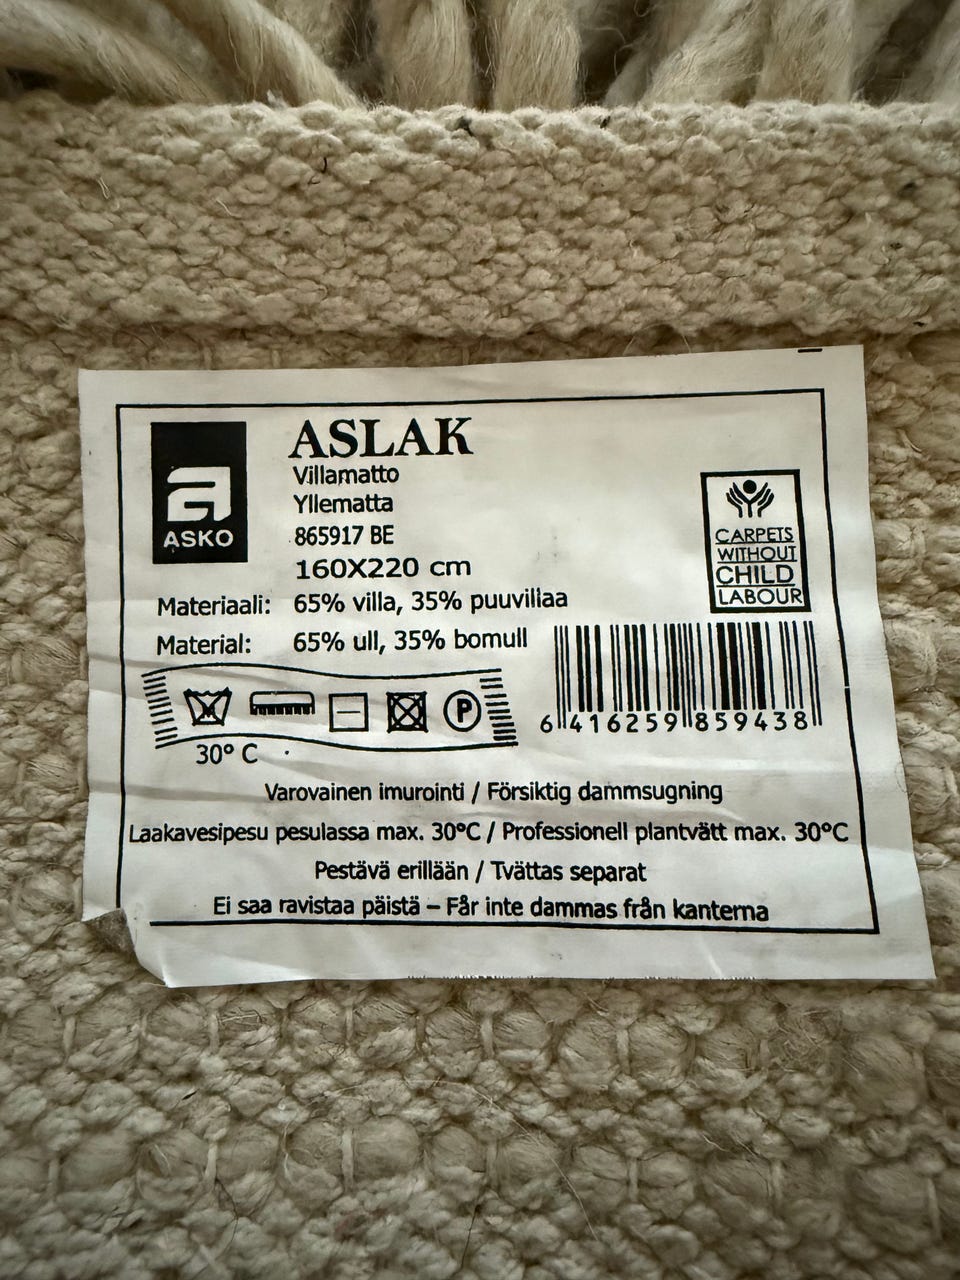 ASLAK
Villamatto
Yllematta
865917 BE
160X220 cm
ASKO
CARPETS
WITHOUT
CHILD
LABOUR
Materiaali: 65% villa, 35% puuvillaa
Material: 65% ull, 35% bomull
P
6 416259 859438
30° C
Varovainen imurointi / Försiktig dammsugning
Laakavesipesu pesulassa max. 30°C / Professionell plantvätt max. 30°C
Pestävä erillään / Tvättas separat
Ei saa ravistaa päistä – Får inte dammas från kanterna